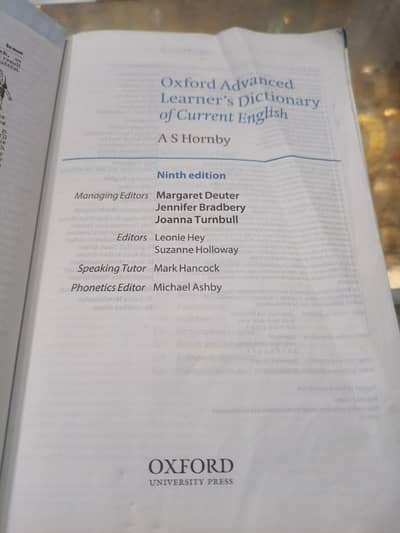 Oxford Advanced
Learner's Dictionary
of Current English
A S Hornby
Ninth edition
Managing Editors Margaret Deuter
Jennifer Bradbery
Joanna Turnbull
Editors Leonie Hey
Suzanne Holloway
Speaking Tutor Mark Hancock
Phonetics Editor Michael Ashby
OXFORD
UNIVERSITY PRESS